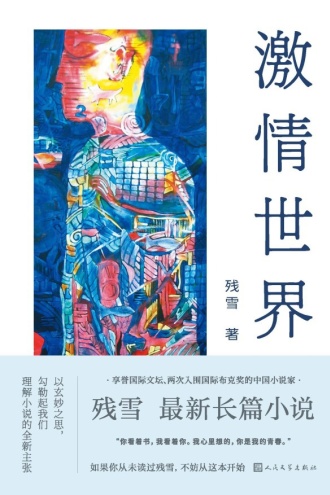 激情世界
残雪 著
·享誉国际文坛、两次入围国际布克奖的中国小说家·
残雪 最新长篇小说
“你看着书，我看着你。我心里想的，你是我的青春。”
如果你从未读过残雪，不妨从这本开始
人民文学出版社
以玄妙之思，
勾勒起我们
理解小说的全新主张